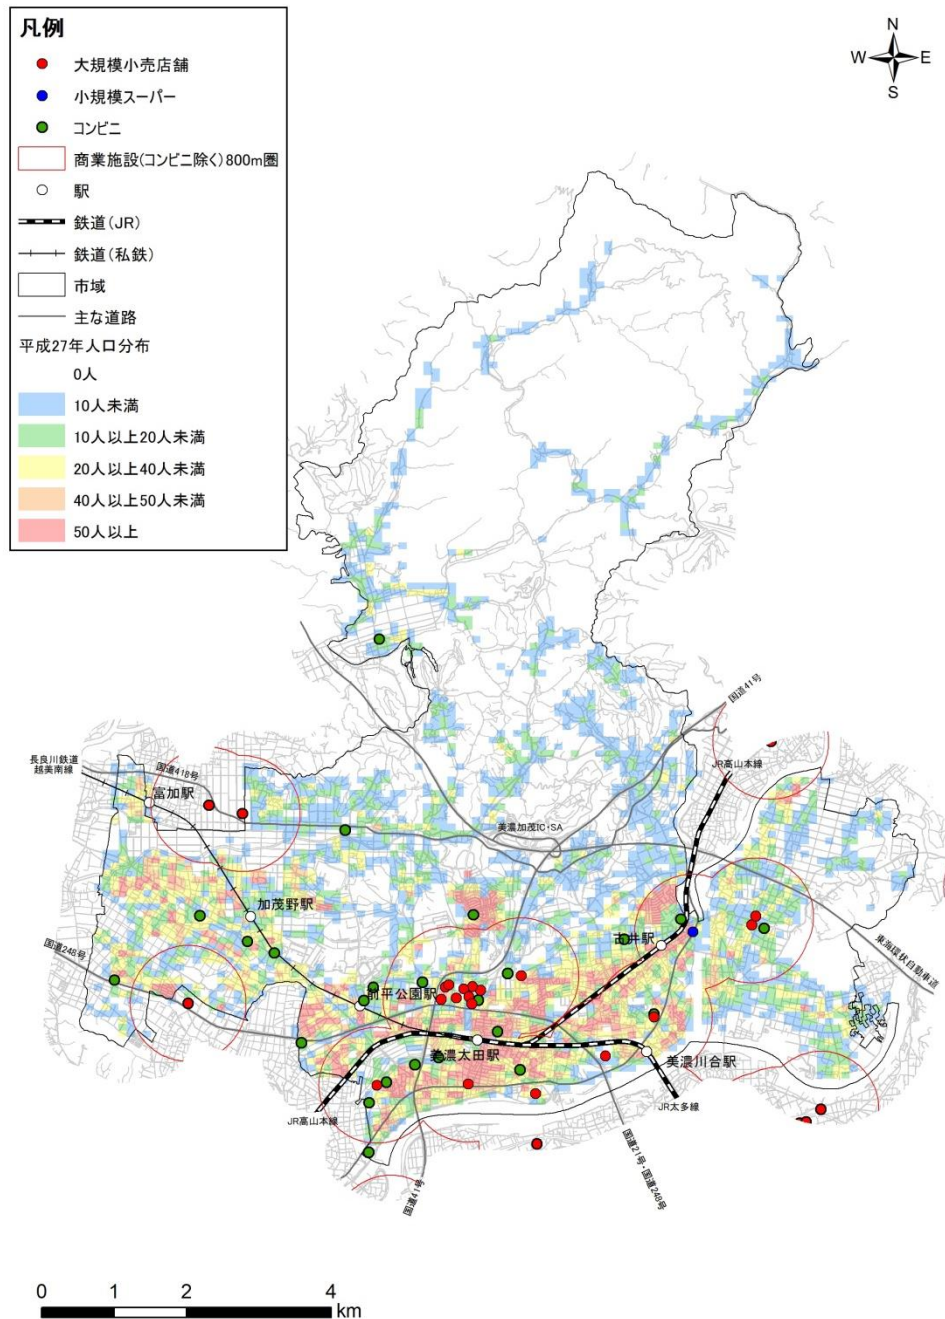 凡例
大規模小売店舗
小規模スーパー
コンビニ
商業施設(コンビニ除く)800m圏
駅
鉄道(JR)
鉄道(私鉄)
市域
主な道路
平成27年人口分布
0人
10人未満
10人以上20人未満
20人以上40人未満
40人以上50人未満
50人以上
N
W E
S
国道41号
JR高山本線
長良川鉄道
越美南線
国道418号
富加駅
美濃加茂IC・SA
加茂野駅
古井駅
国道248号
東海環状自動車道
前平公園駅
美濃太田駅
美濃川合駅
JR高山本線
JR太多線
国道41号
国道21号・国道248号
0 1 2 4
km